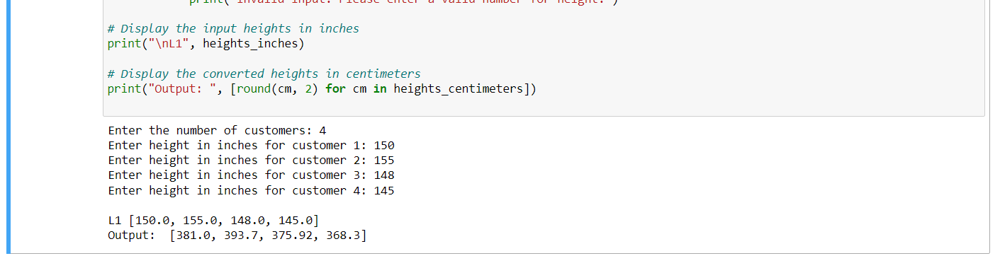 print("Invalid input. Please enter a valid number for height.")
# Display the input heights in inches
print("\nL1", heights_inches)
# Display the converted heights in centimeters
print("Output: ", [round(cm, 2) for cm in heights_centimeters])
Enter the number of customers: 4
Enter height in inches for customer 1: 150
Enter height in inches for customer 2: 155
Enter height in inches for customer 3: 148
Enter height in inches for customer 4: 145
L1 [150.0, 155.0, 148.0, 145.0]
Output:  [381.0, 393.7, 375.92, 368.3]